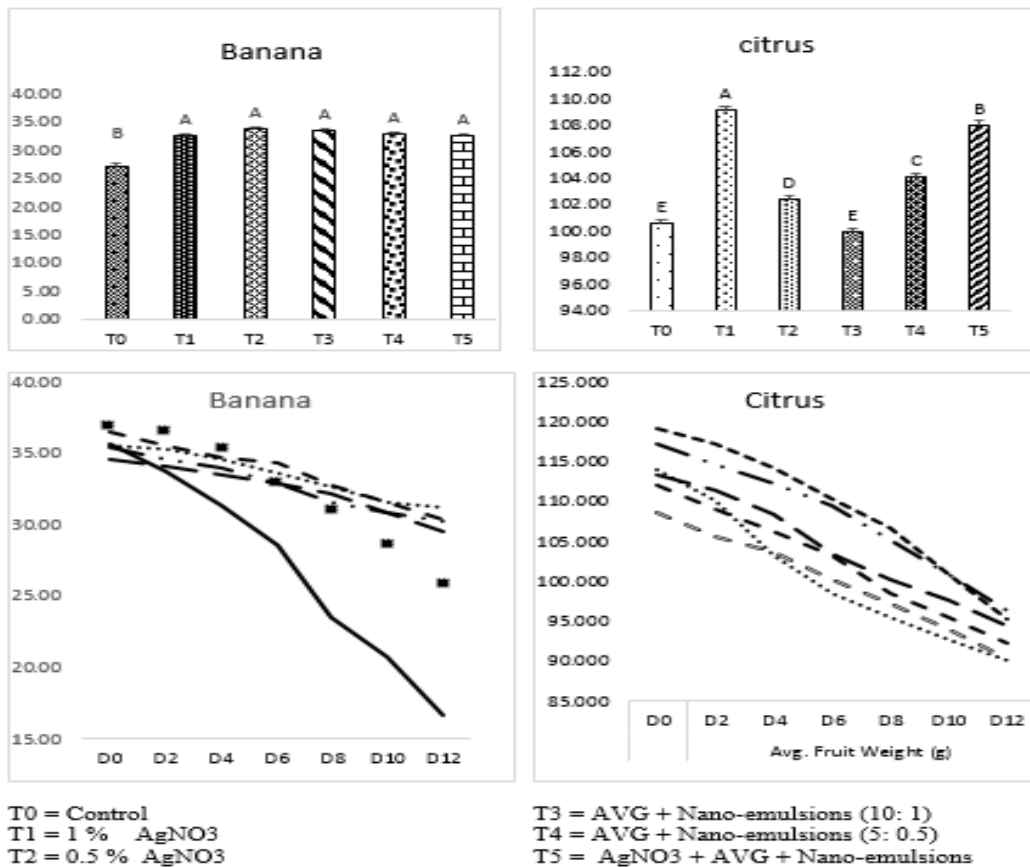 Banana
40.00
35.00
30.00
25.00
20.00
15.00
10.00
5.00
0.00
B
A
A
A
A
A
T0
T1
T2
T3
T4
T5
citrus
112.00
110.00
108.00
106.00
104.00
102.00
100.00
98.00
96.00
94.00
E
A
D
E
C
B
T0
T1
T2
T3
T4
T5
Banana
40.00
35.00
30.00
25.00
20.00
15.00
D0
D2
D4
D6
D8
D10
D12
Citrus
125.000
120.000
115.000
110.000
105.000
100.000
95.000
90.000
85.000
D0
D2
D4
D6
D8
D10
D12
Avg. Fruit Weight (g)
T0 = Control
T1 = 1 % AgNO3
T2 = 0.5 % AgNO3
T3 = AVG + Nano-emulsions (10: 1)
T4 = AVG + Nano-emulsions (5: 0.5)
T5 = AgNO3 + AVG + Nano-emulsions